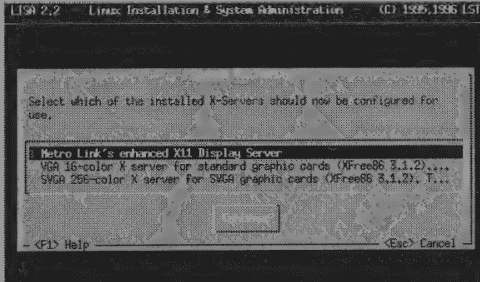 LISA 2.2 - Linux Installation & System Administration - (C) 1995,1996 LST
Select which of the installed X-Servers should now be configured for
use.
Metro Link's enhanced X11 Display Server
VGA 16-color X server for standard graphic cards (XFree86 3.1.2)....
SVGA 256-color X server for SVGA graphic cards (XFree86 3.1.2). T...
<F1> Help
<Esc> Cancel